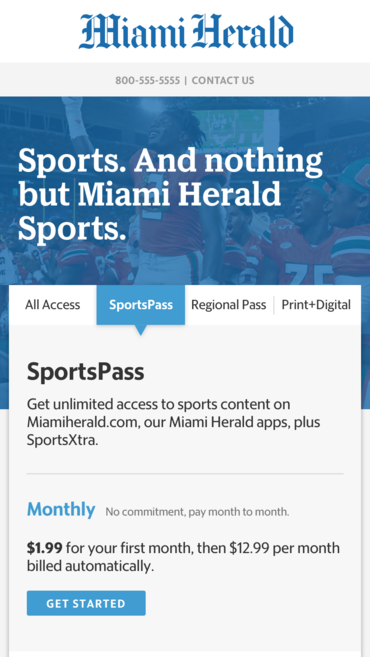 Miami Herald
800-555-5555 | CONTACT US
Sports. And nothing
but Miami Herald
Sports.
All Access SportsPass Regional Pass Print+Digital
SportsPass
Get unlimited access to sports content on
Miamiherald.com, our Miami Herald apps, plus
SportsXtra.
Monthly No commitment, pay month to month.
$1.99 for your first month, then $12.99 per month
billed automatically.
GET STARTED
75